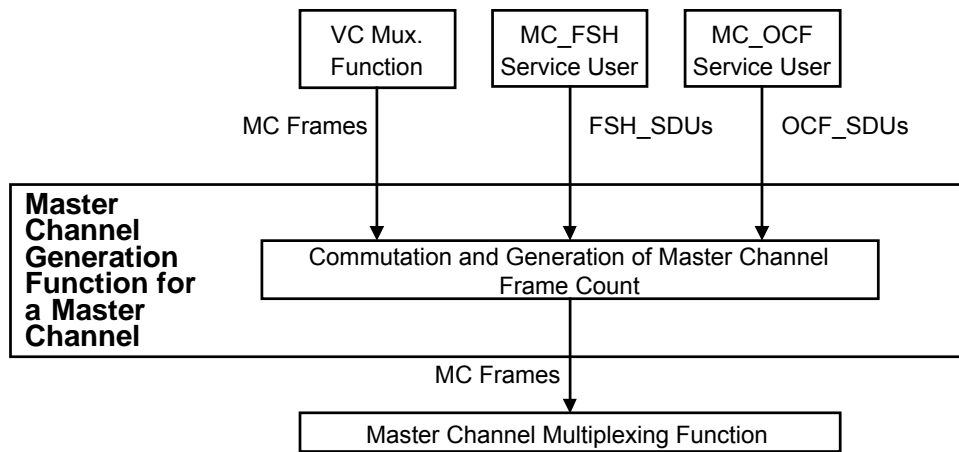 VC Mux.
Function
MC_FSH
Service User
MC_OCF
Service User
MC Frames
FSH_SDUs
OCF_SDUs
Master
Channel
Generation
Function for
a Master
Channel
Commutation and Generation of Master Channel
Frame Count
MC Frames
Master Channel Multiplexing Function